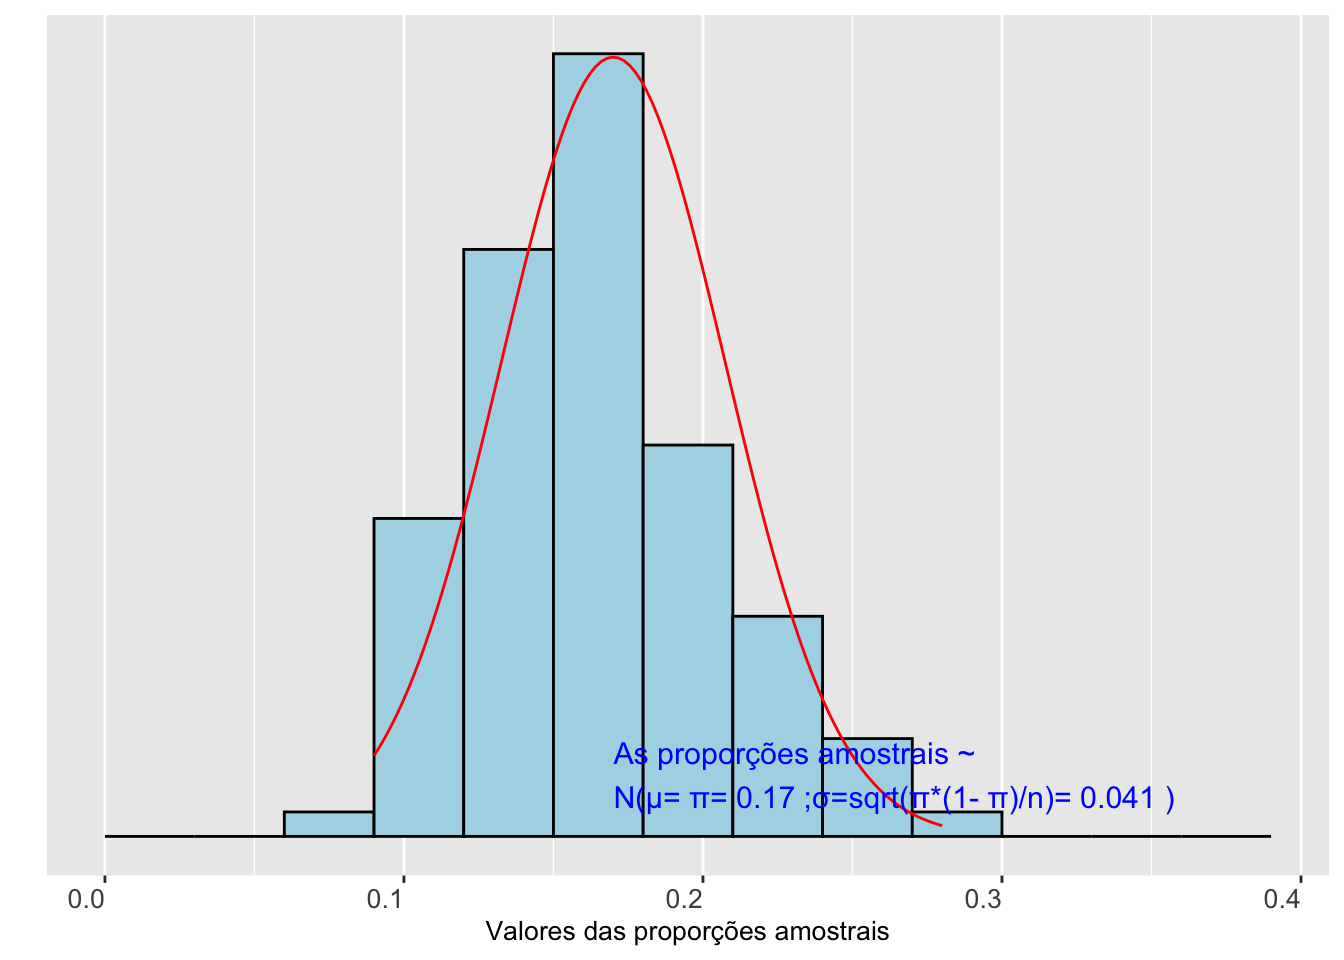 As proporções amostrais ~
N(μ= π= 0.17 ;σ=sqrt(π*(1- π)/n)= 0.041 )
0.0 0.1 0.2 0.3 0.4
Valores das proporções amostrais